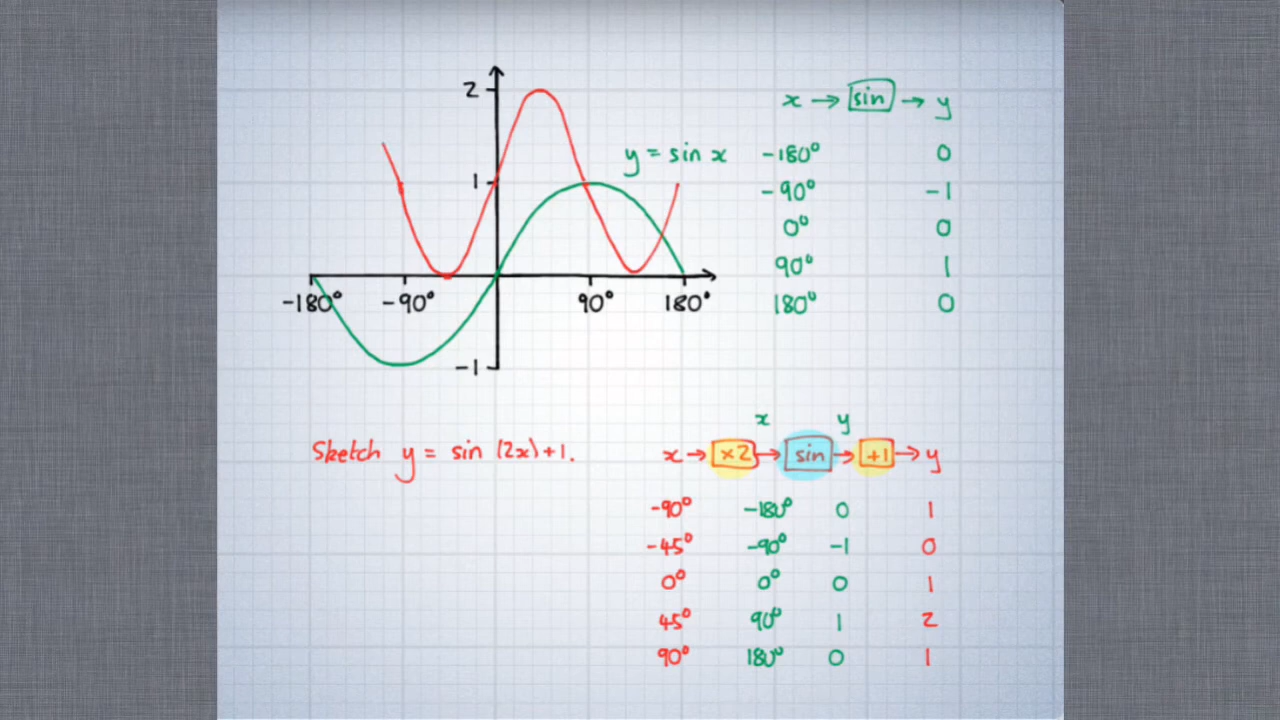 2
1
-1
-180° -90° 90° 180°
y = sin x
x → sin → y
-180° 0
-90° -1
0° 0
90° 1
180° 0
Sketch y = sin (2x)+1.
x y
x → ×2 → sin → +1 → y
-90° -180° 0 1
-45° -90° -1 0
0° 0° 0 1
45° 90° 1 2
90° 180° 0 1